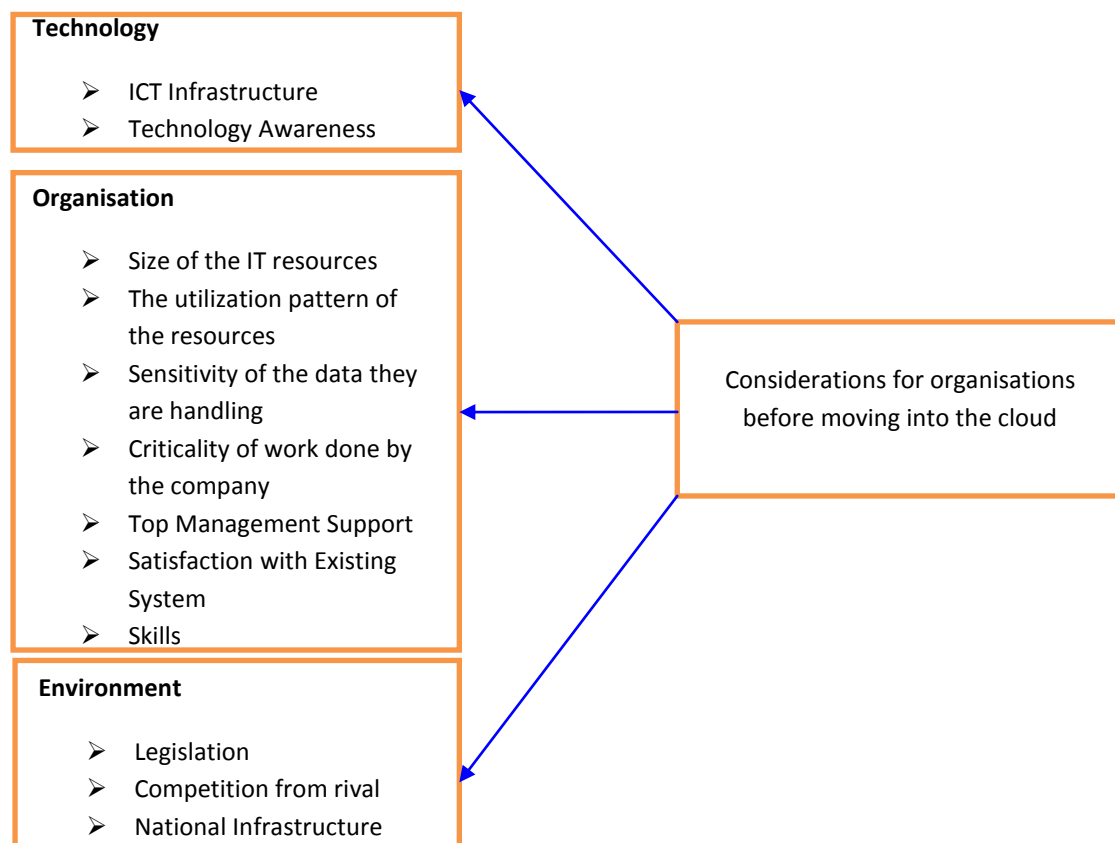 Technology
➢ ICT Infrastructure
➢ Technology Awareness
Organisation
➢ Size of the IT resources
➢ The utilization pattern of
the resources
➢ Sensitivity of the data they
are handling
➢ Criticality of work done by
the company
➢ Top Management Support
➢ Satisfaction with Existing
System
➢ Skills
Environment
➢ Legislation
➢ Competition from rival
➢ National Infrastructure
Considerations for organisations
before moving into the cloud